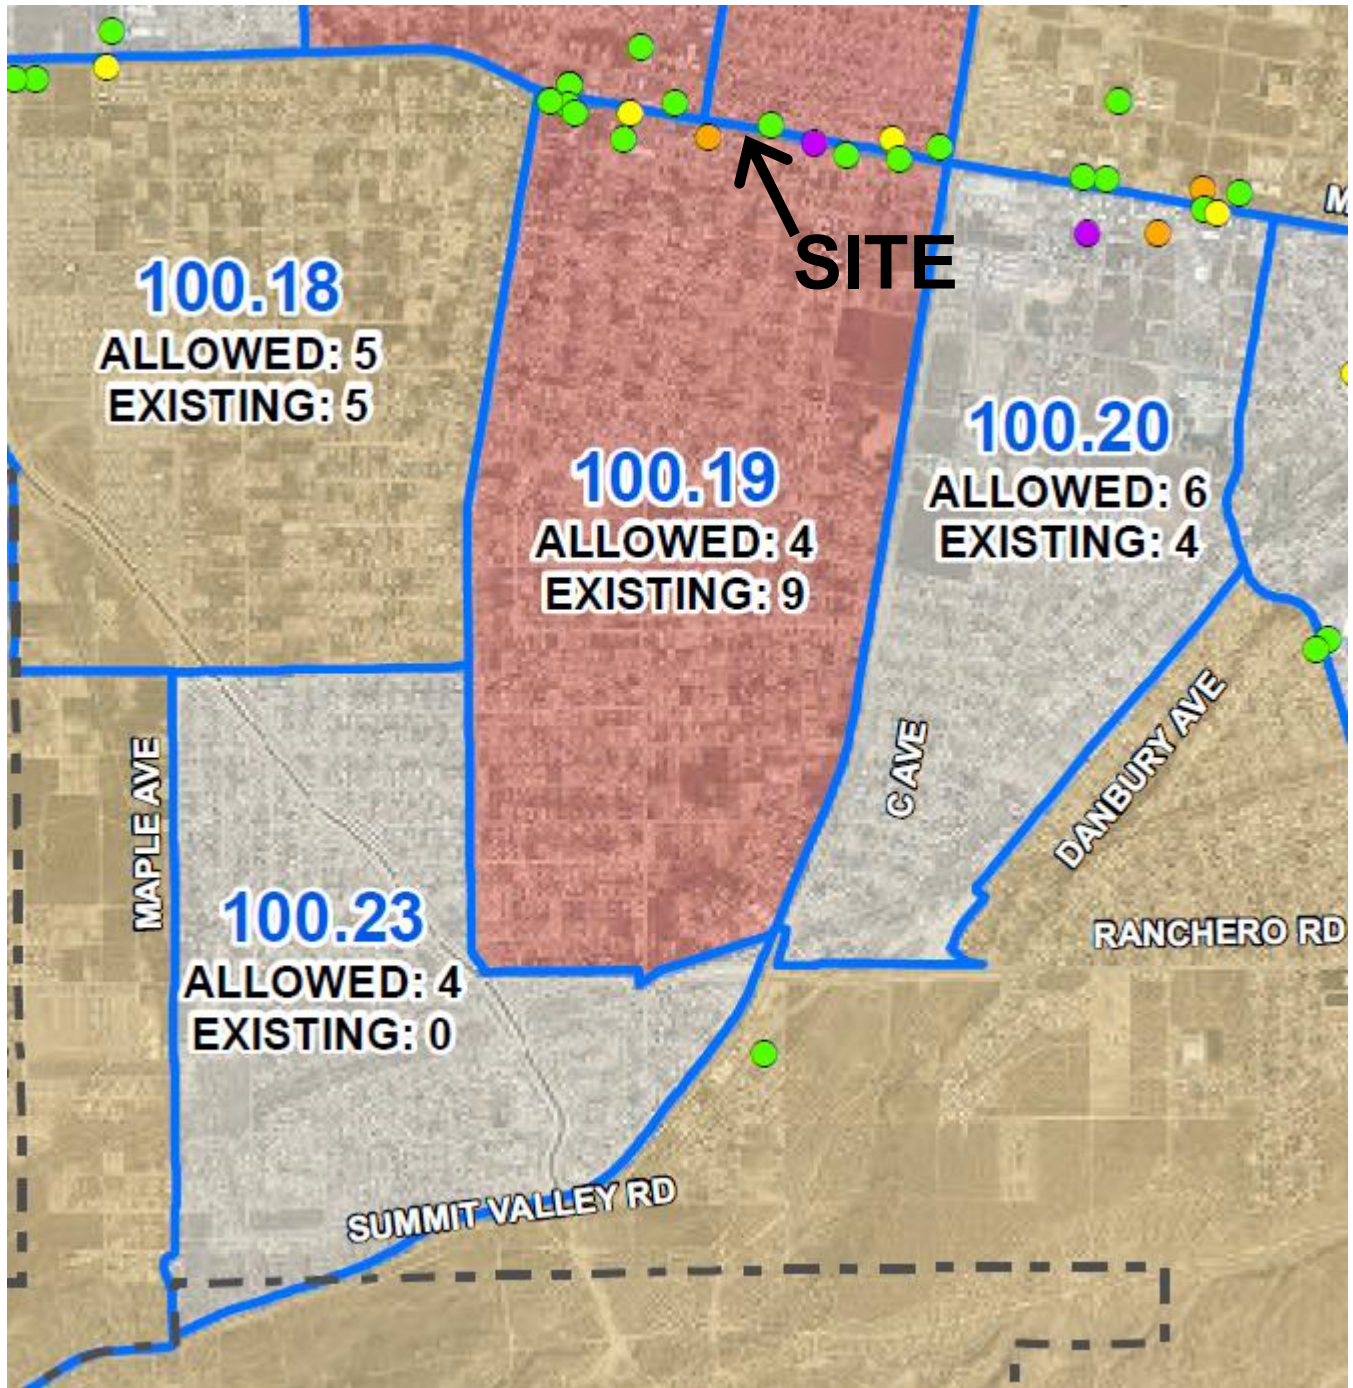 M
SITE
100.18
ALLOWED: 5
EXISTING: 5
100.19
ALLOWED: 4
EXISTING: 9
100.20
ALLOWED: 6
EXISTING: 4
MAPLE AVE
C AVE
DANBURY AVE
100.23
ALLOWED: 4
EXISTING: 0
RANCHERO RD
SUMMIT VALLEY RD